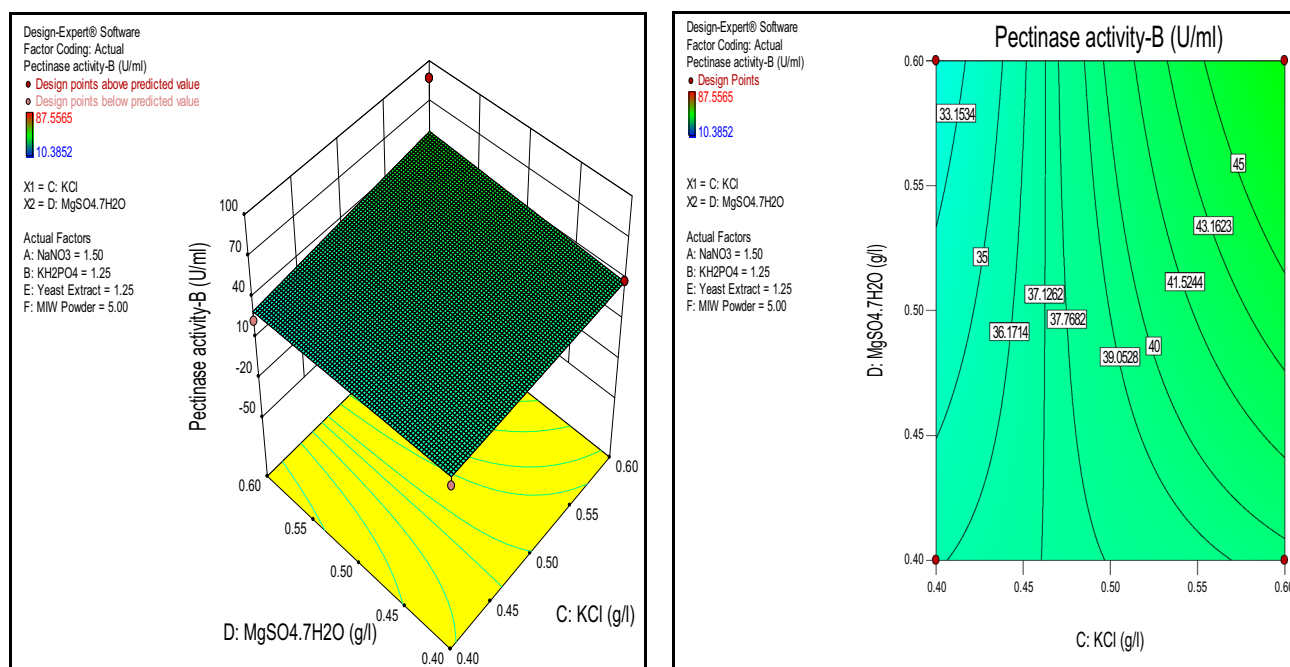 Design-Expert® Software
Factor Coding: Actual
Pectinase activity-B (U/ml)
Design points above predicted value
Design points below predicted value
87.5565
10.3852
X1 = C: KCl
X2 = D: MgSO4.7H2O
Actual Factors
A: NaNO3 = 1.50
B: KH2PO4 = 1.25
E: Yeast Extract = 1.25
F: MIW Powder = 5.00
Pectinase activity-B (U/ml)
100
70
40
10
-20
-50
0.60
0.55
0.50
0.45
0.40
D: MgSO4.7H2O (g/l)
0.40
0.45
0.50
0.55
0.60
C: KCl (g/l)
Design-Expert® Software
Factor Coding: Actual
Pectinase activity-B (U/ml)
Design Points
87.5565
10.3852
X1 = C: KCl
X2 = D: MgSO4.7H2O
Actual Factors
A: NaNO3 = 1.50
B: KH2PO4 = 1.25
E: Yeast Extract = 1.25
F: MIW Powder = 5.00
Pectinase activity-B (U/ml)
D: MgSO4.7H2O (g/l)
0.60
0.55
0.50
0.45
0.40
33.1534
45
43.1623
35
41.5244
37.1262
37.7682
36.1714
40
39.0528
0.40
0.45
0.50
0.55
0.60
C: KCl (g/l)